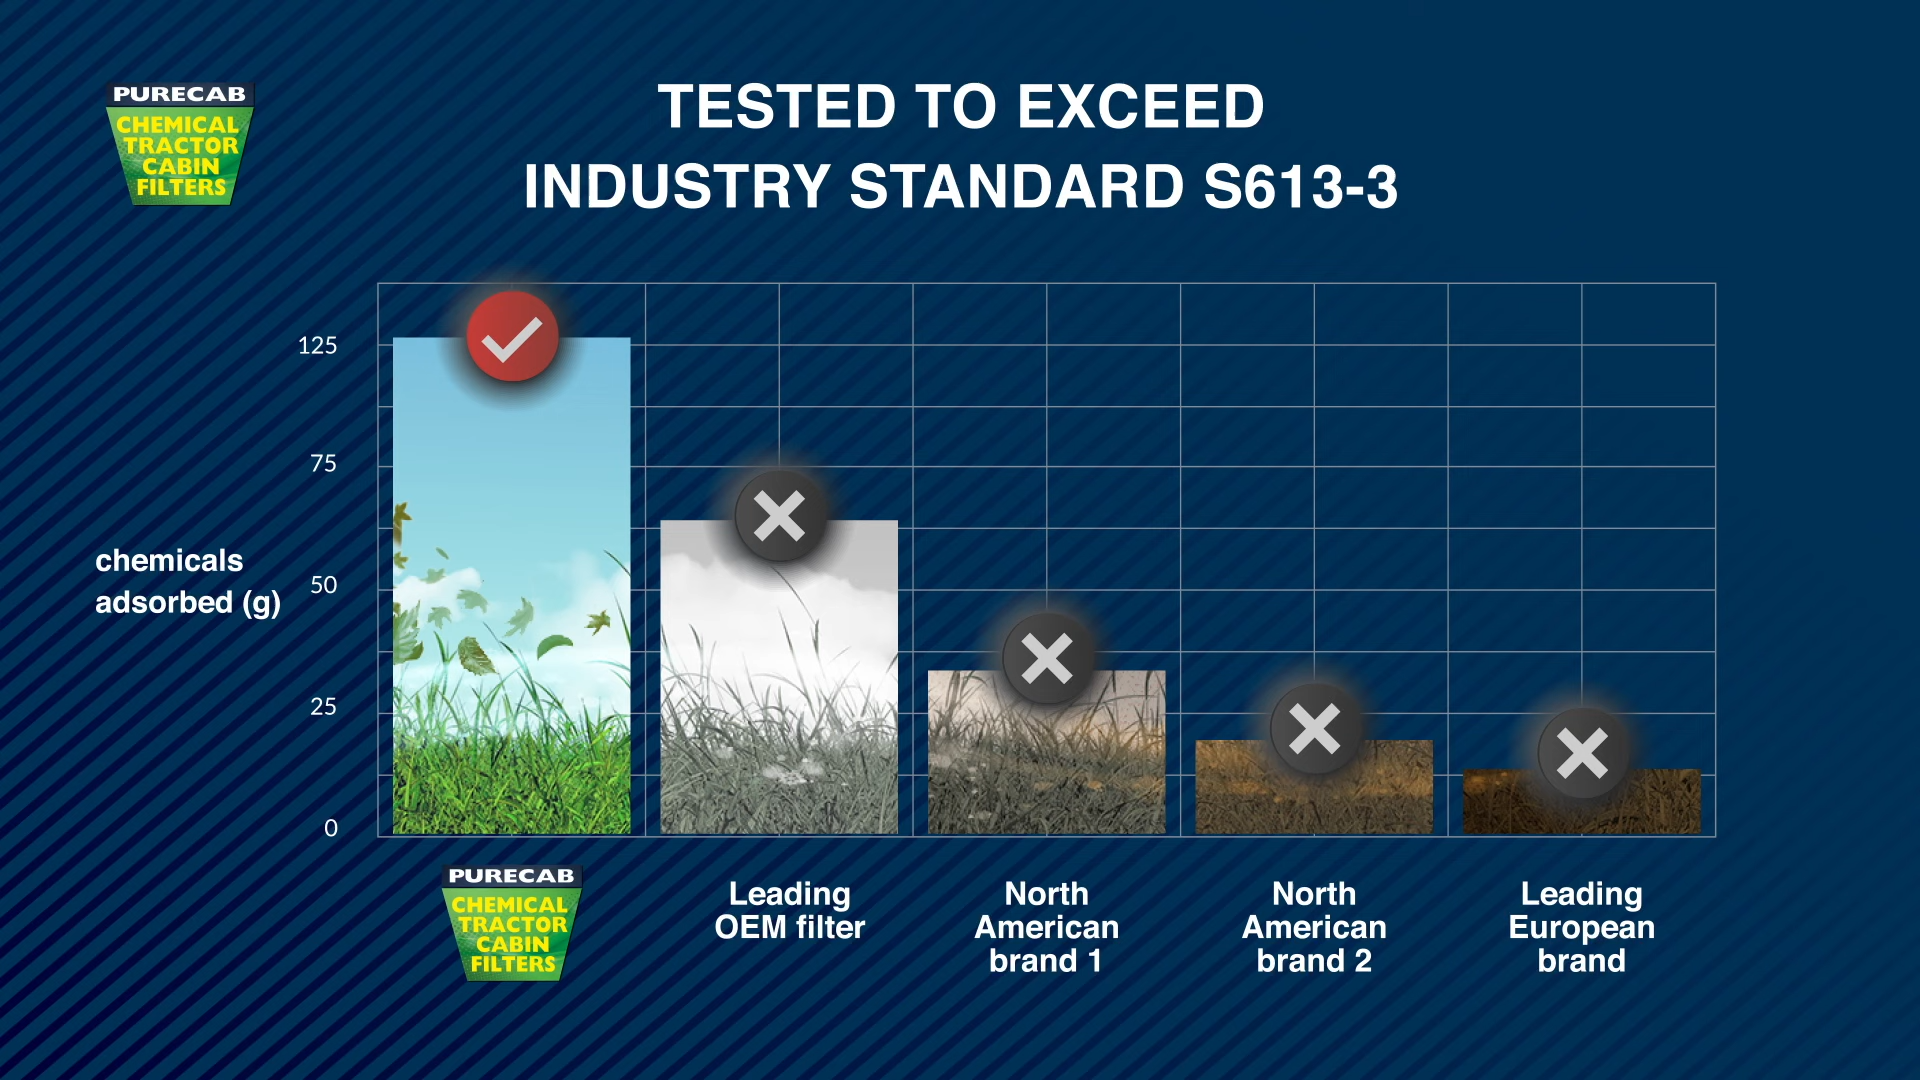 PURECAB
CHEMICAL
TRACTOR
CABIN
FILTERS
TESTED TO EXCEED
INDUSTRY STANDARD S613-3
chemicals
adsorbed (g)
125
75
50
25
0
PURECAB
CHEMICAL
TRACTOR
CABIN
FILTERS
Leading
OEM filter
North
American
brand 1
North
American
brand 2
Leading
European
brand